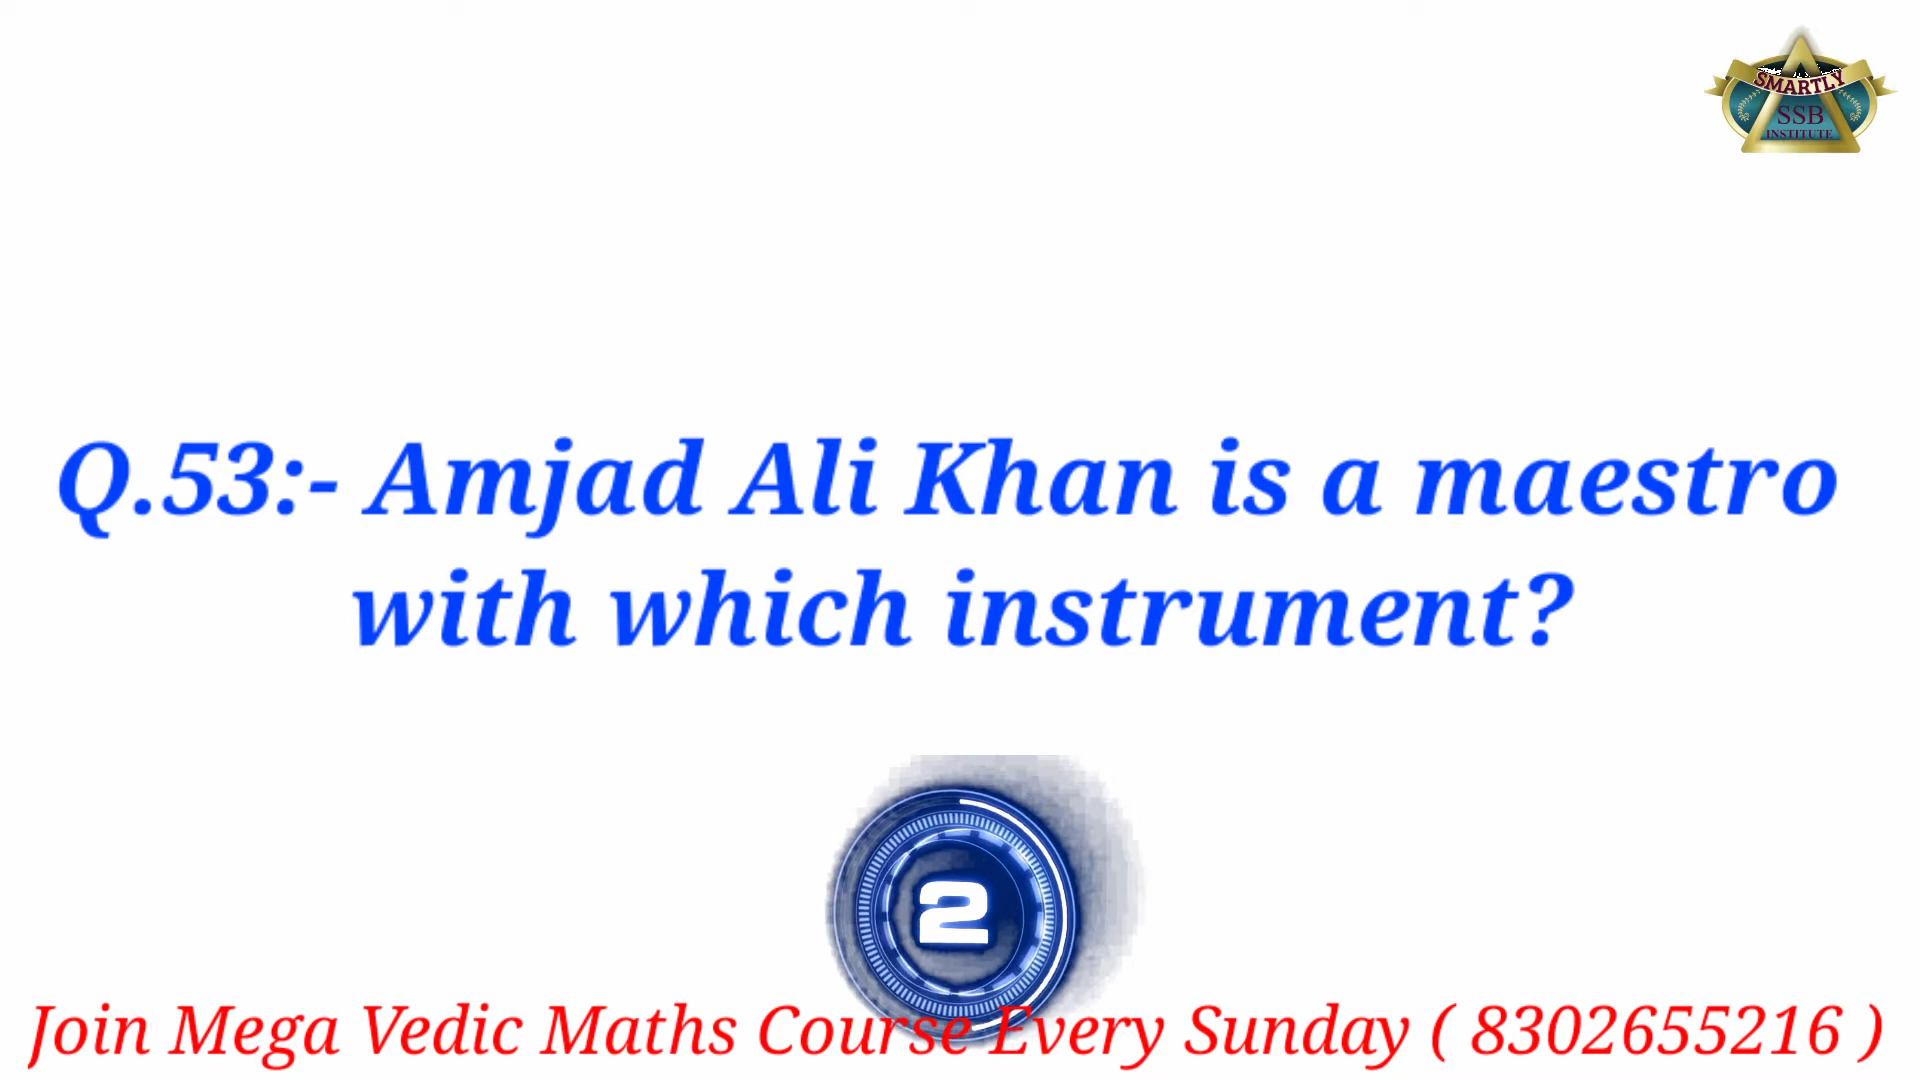 SMARTLY
SSB
INSTITUTE
Q.53:- Amjad Ali Khan is a maestro
with which instrument?
2
Join Mega Vedic Maths Course Every Sunday ( 8302655216 )